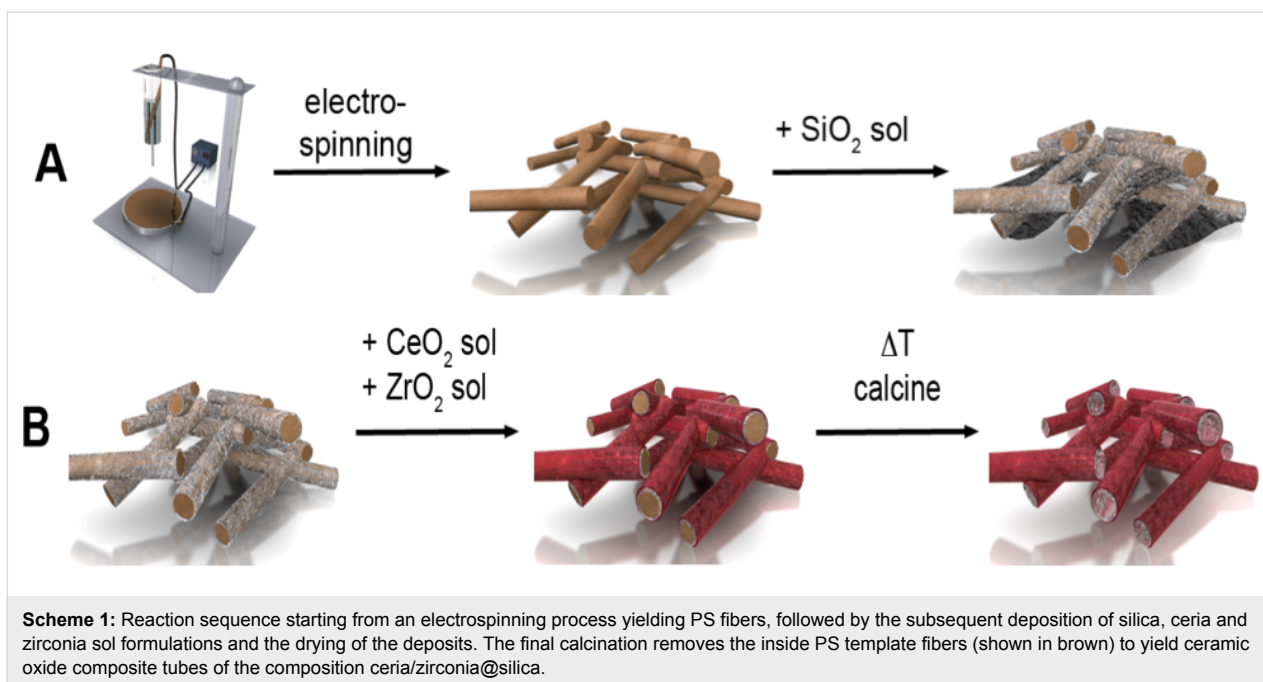 A
electro-
spinning
+ SiO₂ sol
B
+ CeO₂ sol
+ ZrO₂ sol
ΔT
calcine
Scheme 1: Reaction sequence starting from an electrospinning process yielding PS fibers, followed by the subsequent deposition of silica, ceria and
zirconia sol formulations and the drying of the deposits. The final calcination removes the inside PS template fibers (shown in brown) to yield ceramic
oxide composite tubes of the composition ceria/zirconia@silica.